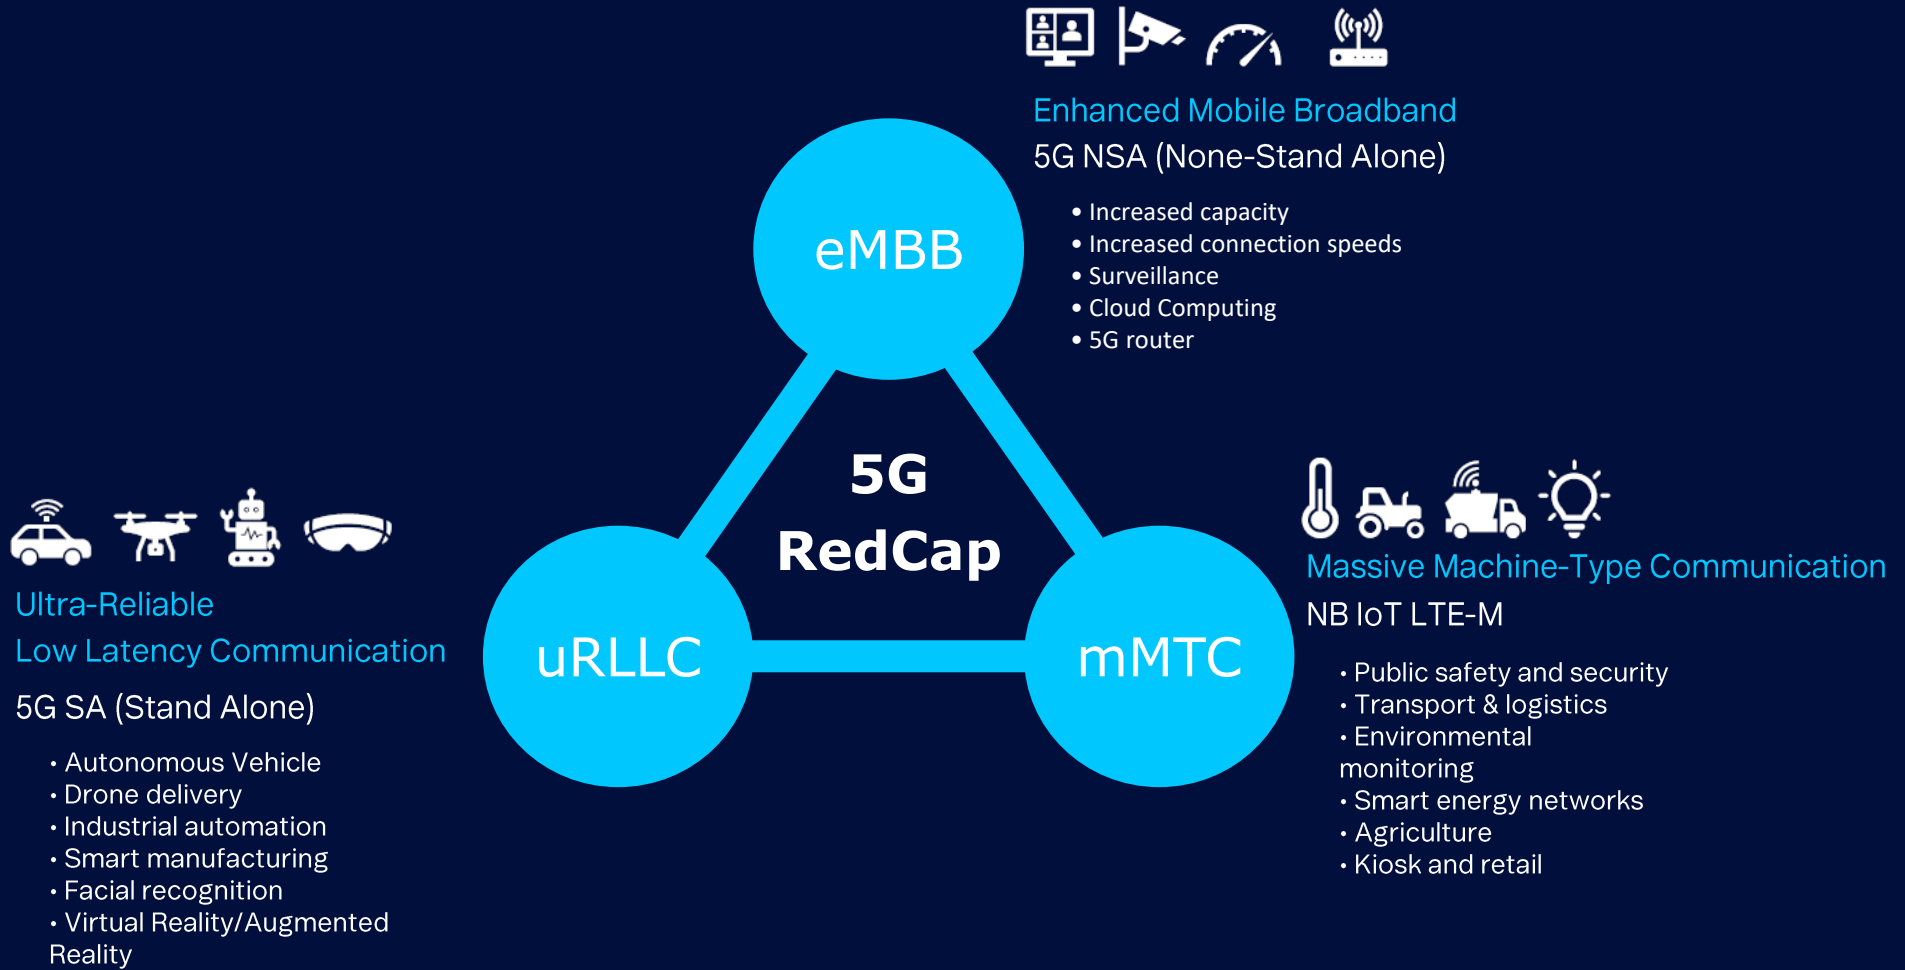 Enhanced Mobile Broadband
5G NSA (None-Stand Alone)
• Increased capacity
• Increased connection speeds
• Surveillance
• Cloud Computing
• 5G router
eMBB
5G
RedCap
uRLLC
mMTC
Ultra-Reliable
Low Latency Communication
5G SA (Stand Alone)
• Autonomous Vehicle
• Drone delivery
• Industrial automation
• Smart manufacturing
• Facial recognition
• Virtual Reality/Augmented
Reality
Massive Machine-Type Communication
NB IoT LTE-M
• Public safety and security
• Transport & logistics
• Environmental
monitoring
• Smart energy networks
• Agriculture
• Kiosk and retail